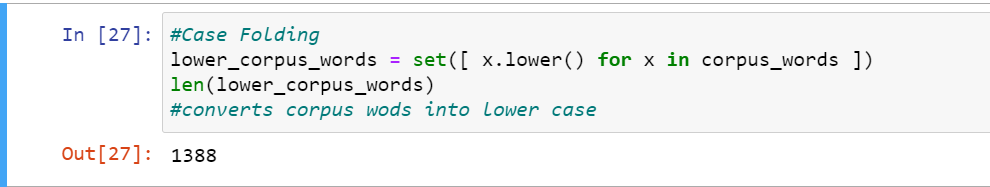 In [27]: #Case Folding
lower_corpus_words = set([ x.lower() for x in corpus_words ])
len(lower_corpus_words)
#converts corpus wods into lower case
Out[27]: 1388